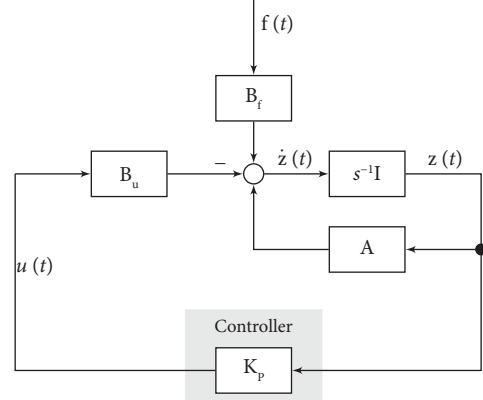 f (t)
B_f
B_u
–
ż (t)
s⁻¹I
z (t)
A
u (t)
Controller
K_p